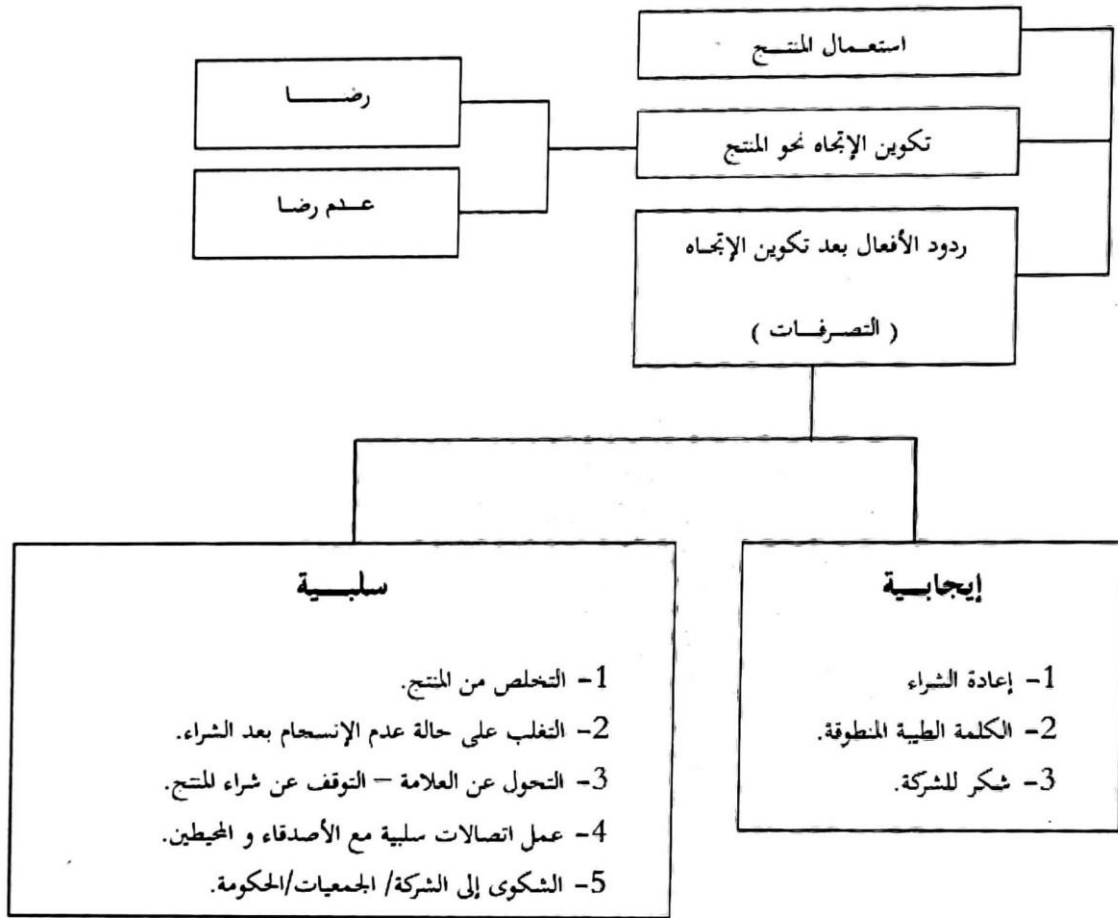 استعمال المنتج
تكوين الإتجاه نحو المنتج
رضا
عدم رضا
ردود الأفعال بعد تكوين الإتجاه
( التصرفات )
إيجابية
1- إعادة الشراء
2- الكلمة الطيبة المنطوقة.
3- شكر للشركة.
سلبية
1- التخلص من المنتج.
2- التغلب على حالة عدم الإنسجام بعد الشراء.
3- التحول عن العلامة – التوقف عن شراء للمنتج.
4- عمل اتصالات سلبية مع الأصدقاء و المحيطين.
5- الشكوى إلى الشركة/ الجمعيات/الحكومة.